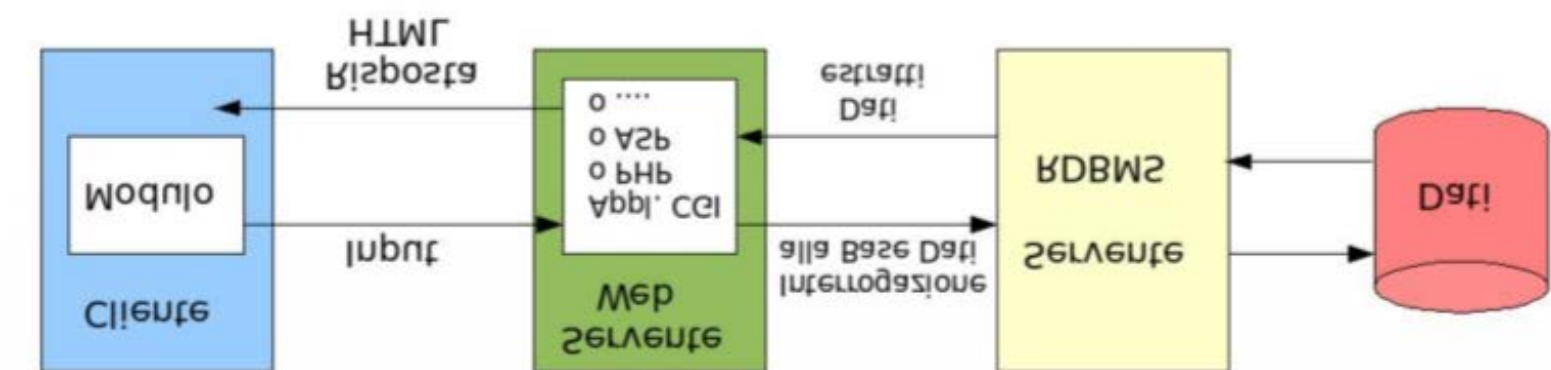 Cliente
Modulo
Input
Risposta
HTML
Servente
Web
Appl. CGI
o PHP
o ASP
o ....
Interrogazione
alla Base Dati
Dati
estratti
Servente
RDBMS
Dati